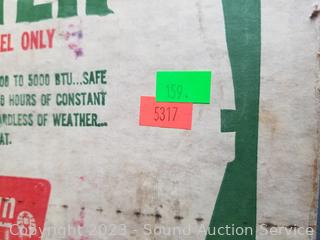 EL ONLY
00 TO 5000 BTU...SAFE
8 HOURS OF CONSTANT
ARDLESS OF WEATHER...
AT.
159.
5317
Copyright 2023 - Sound Auction Service